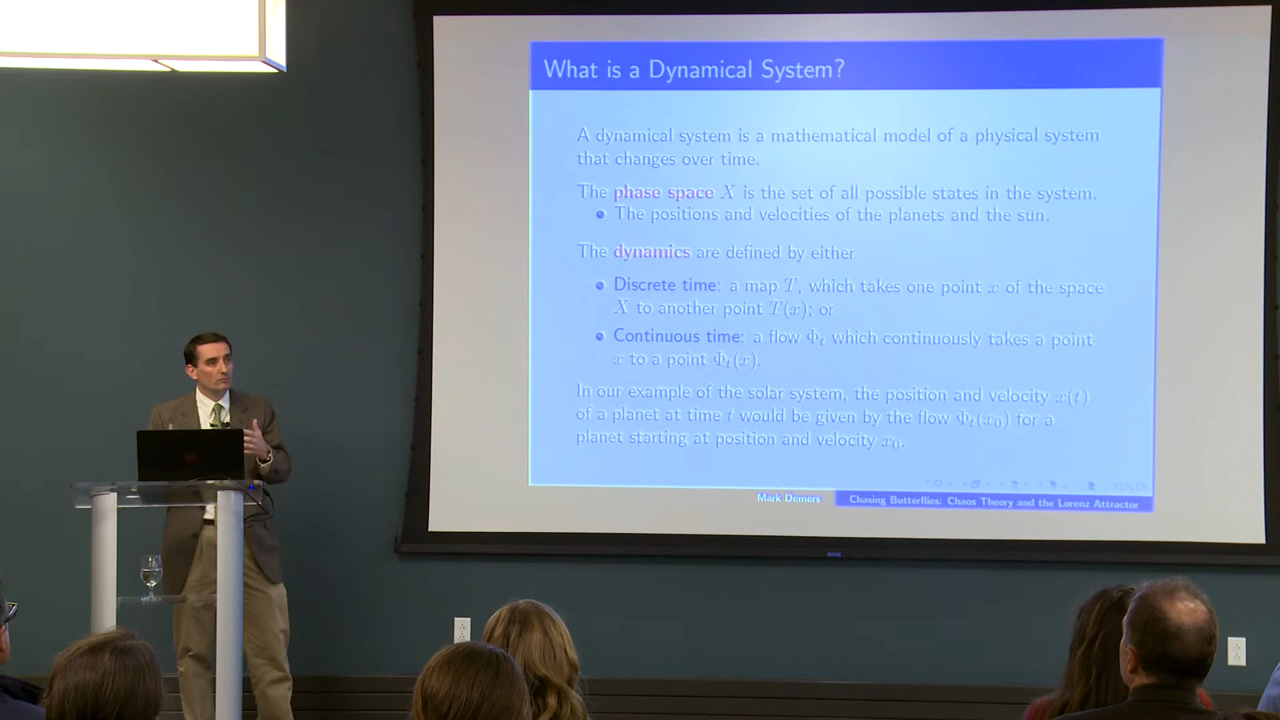 What is a Dynamical System?
A dynamical system is a mathematical model of a physical system
that changes over time.
The phase space X is the set of all possible states in the system.
• The positions and velocities of the planets and the sun.
The dynamics are defined by either
• Discrete time: a map T, which takes one point x of the space
X to another point T(x); or
• Continuous time: a flow Φₜ which continuously takes a point
x to a point Φₜ(x).
In our example of the solar system, the position and velocity x(t)
of a planet at time t would be given by the flow Φₜ(x₀) for a
planet starting at position and velocity x₀.
Mark Demers Chasing Butterflies: Chaos Theory and the Lorenz Attractor